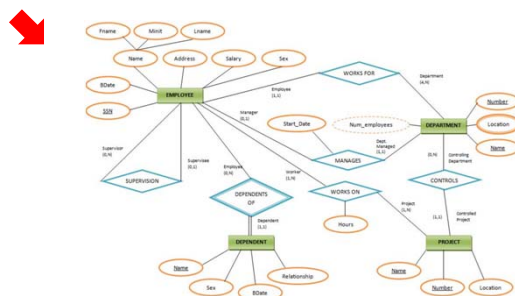 Fname
Minit
Lname
Name
Address
Salary
Sex
BDate
SSN
EMPLOYEE
Employee
(1,1)
WORKS FOR
Department
(4,N)
Number
Location
Name
DEPARTMENT
Num_employees
Start_Date
Manager
(0,1)
MANAGES
Dept.
Managed
(1,1)
(0,N)
Controlling
Department
CONTROLS
Supervisor
(0,N)
Supervisee
(0,1)
SUPERVISION
Employee
(0,N)
Worker
(1,N)
WORKS ON
Project
(1,N)
Hours
DEPENDENTS
OF
Dependent
(1,1)
DEPENDENT
Name
Sex
BDate
Relationship
(1,1)
Controlled
Project
PROJECT
Name
Number
Location